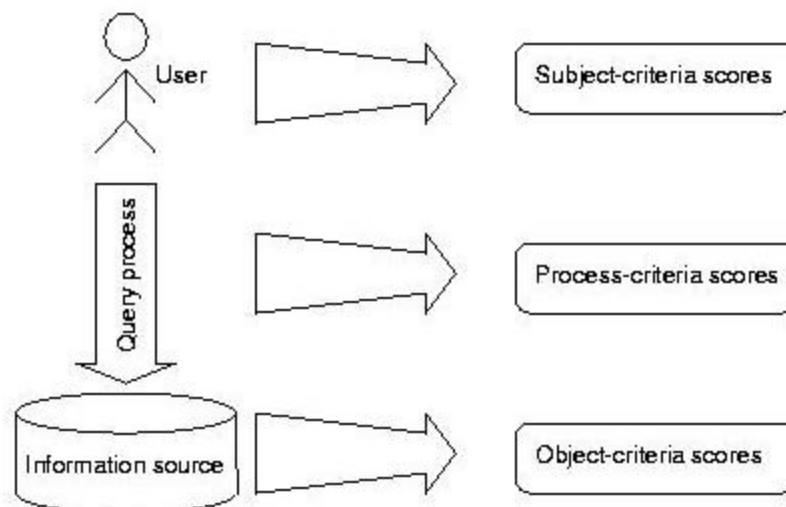 User
Subject-criteria scores
Query process
Process-criteria scores
Information source
Object-criteria scores